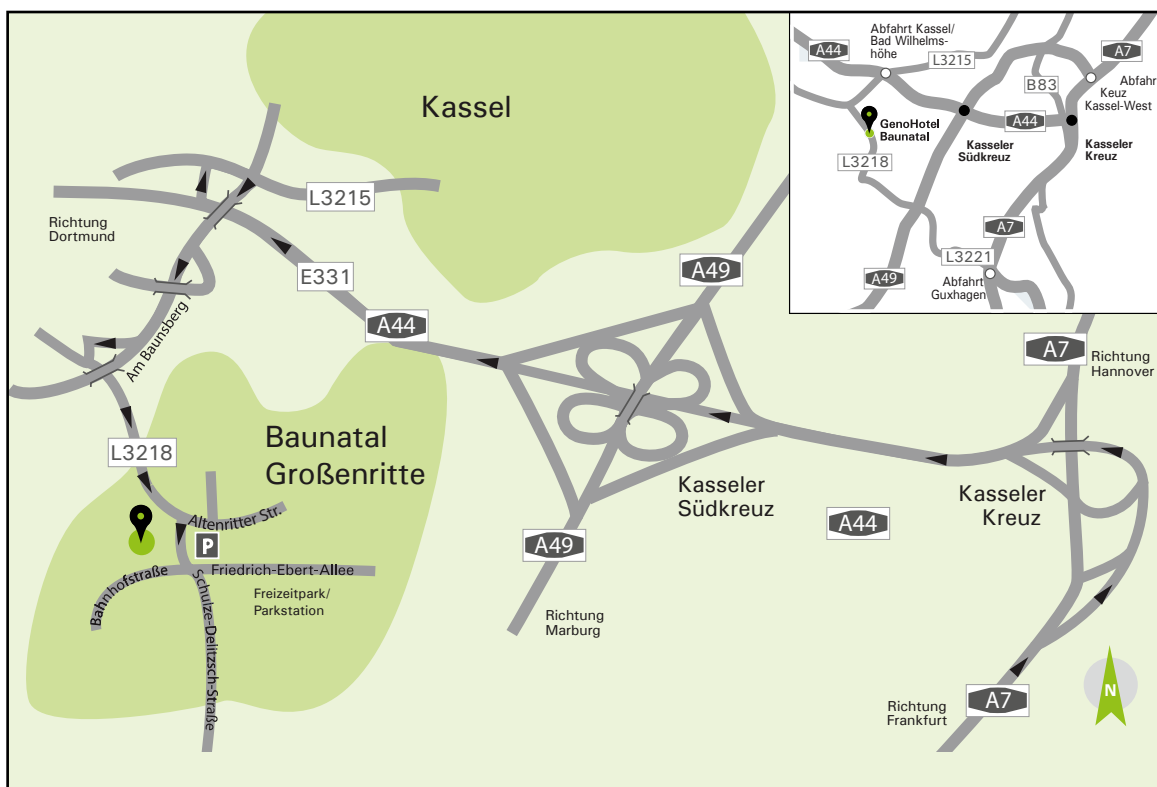 Kassel
L3215
Richtung
Dortmund
E331
A44
A49
Am Baunsberg
L3218
Baunatal
Großenritte
Altenritter Str.
P
Bahnhofstraße
Friedrich-Ebert-Allee
Freizeitpark/
Parkstation
Schulze-Delitzsch-Straße
A49
Richtung
Marburg
Kasseler
Südkreuz
A44
Kasseler
Kreuz
A7
Richtung
Hannover
A7
Richtung
Frankfurt
N
Abfahrt Kassel/
Bad Wilhelms-
höhe
A44
L3215
A7
B83
Abfahr
Keuz
Kassel-West
GenoHotel
Baunatal
A44
Kasseler
Südkreuz
Kasseler
Kreuz
L3218
A7
L3221
A49
Abfahrt
Guxhagen